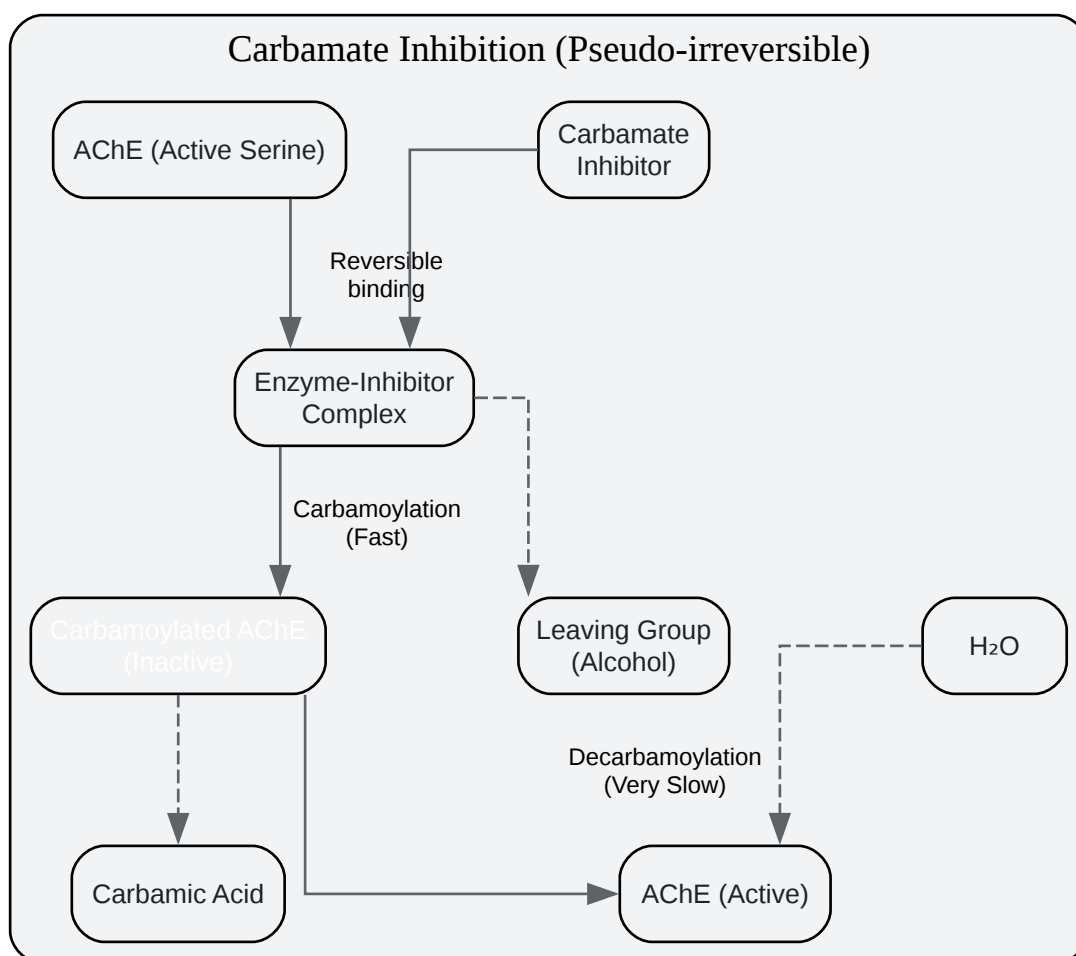 Carbamate Inhibition (Pseudo-irreversible)
AChE (Active Serine)
Carbamate
Inhibitor
Reversible
binding
Enzyme-Inhibitor
Complex
Carbamoylation
(Fast)
Carbamoylated AChE
(Inactive)
Leaving Group
(Alcohol)
H₂O
Decarbamoylation
(Very Slow)
Carbamic Acid
AChE (Active)